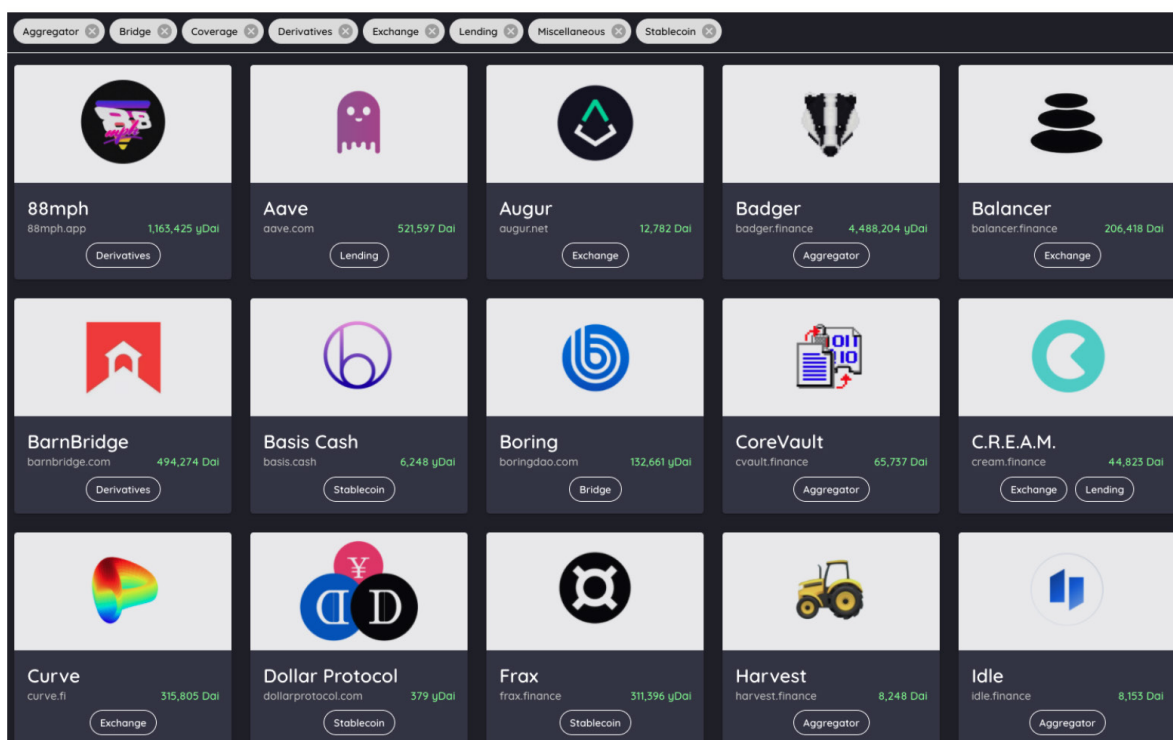 Aggregator Bridge Coverage Derivatives Exchange Lending Miscellaneous Stablecoin
88 mph
OIT
IO
88mph
88mph.app 1,163,425 yDai
Derivatives
Aave
aave.com 521,597 Dai
Lending
Augur
augur.net 12,782 Dai
Exchange
Badger
badger.finance 4,488,204 yDai
Aggregator
Balancer
balancer.finance 206,418 Dai
Exchange
BarnBridge
barnbridge.com 494,274 Dai
Derivatives
Basis Cash
basis.cash 6,248 yDai
Stablecoin
Boring
boringdao.com 132,661 yDai
Bridge
CoreVault
cvault.finance 65,737 Dai
Aggregator
C.R.E.A.M.
cream.finance 44,823 Dai
Exchange Lending
Curve
curve.fi 315,805 Dai
Exchange
Dollar Protocol
dollarprotocol.com 379 yDai
Stablecoin
Frax
frax.finance 311,396 yDai
Stablecoin
Harvest
harvest.finance 8,248 Dai
Aggregator
Idle
idle.finance 8,153 Dai
Aggregator